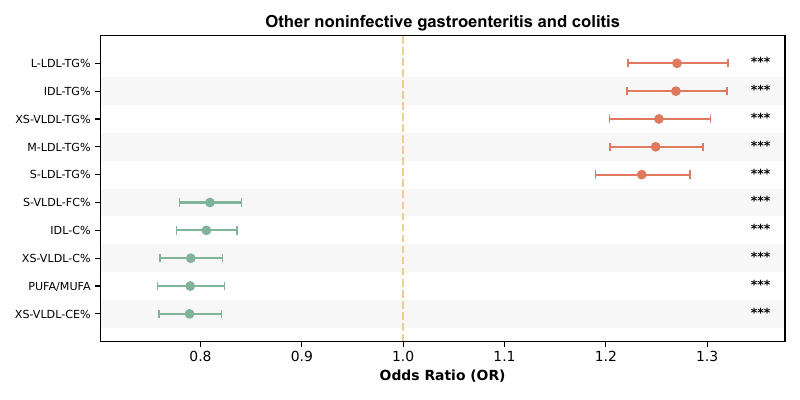 Other noninfective gastroenteritis and colitis
L-LDL-TG% ***
IDL-TG% ***
XS-VLDL-TG% ***
M-LDL-TG% ***
S-LDL-TG% ***
S-VLDL-FC% ***
IDL-C% ***
XS-VLDL-C% ***
PUFA/MUFA ***
XS-VLDL-CE% ***
0.8 0.9 1.0 1.1 1.2 1.3
Odds Ratio (OR)